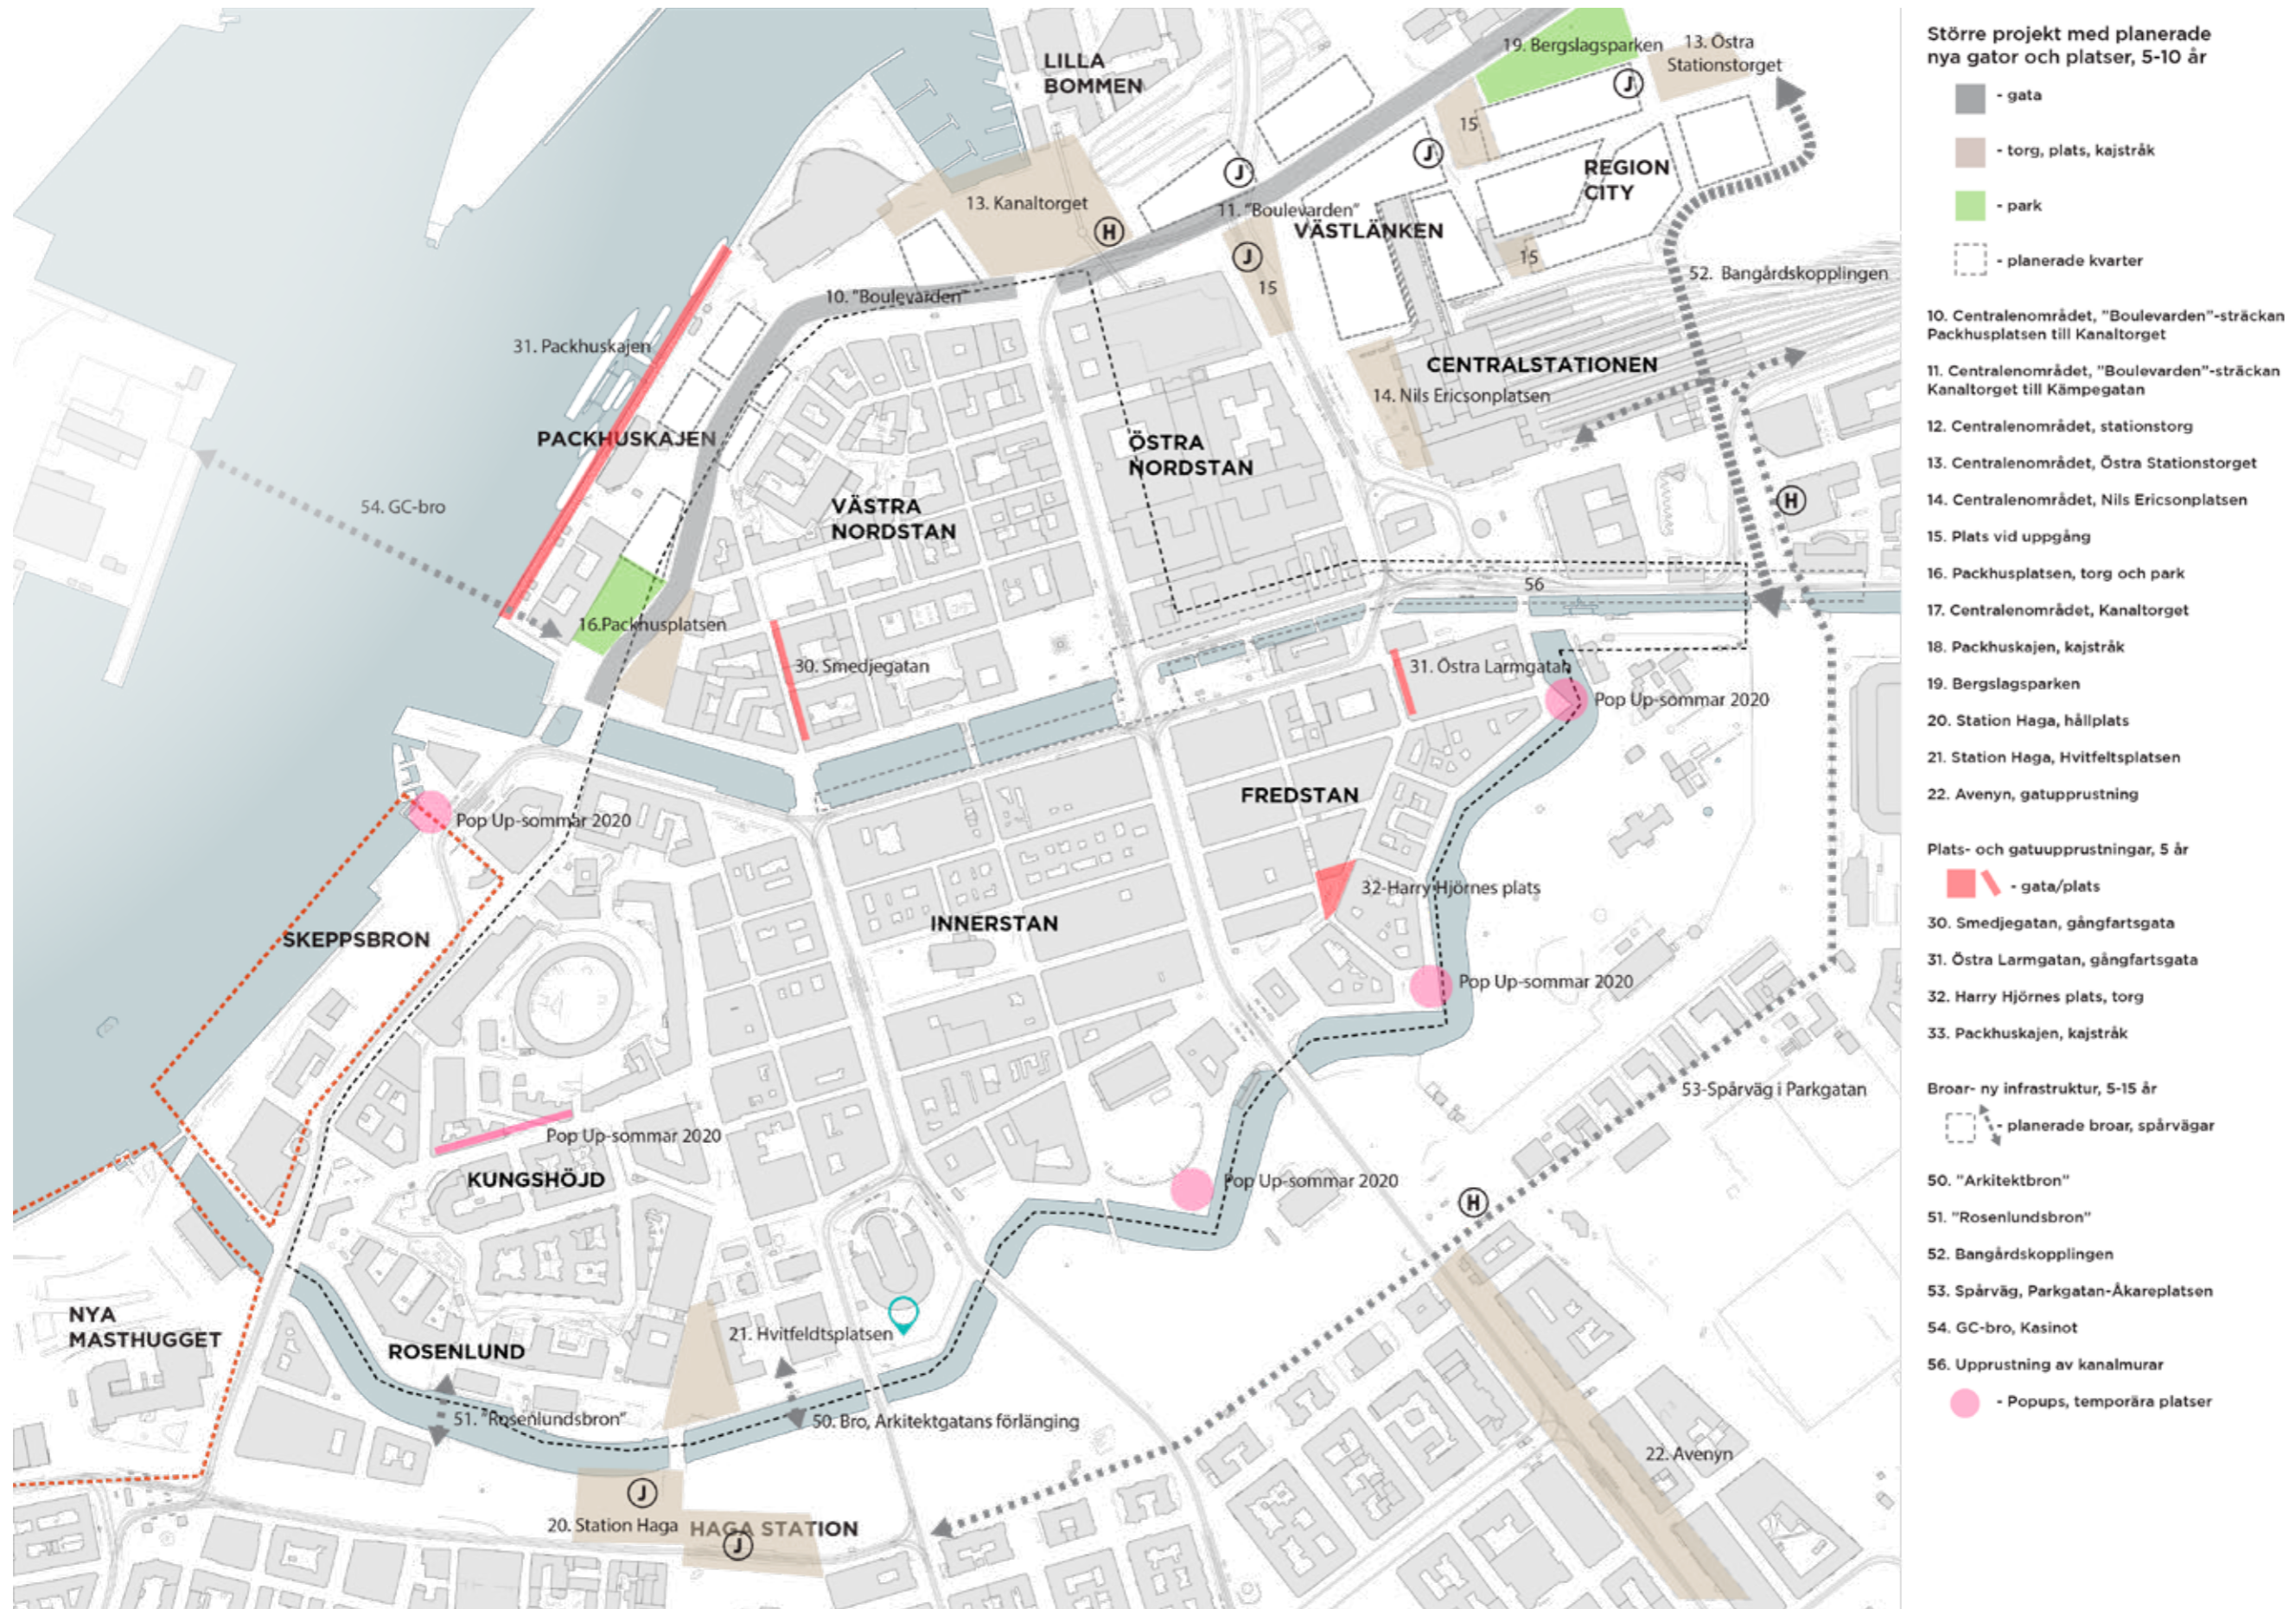 LILLA
BOMMEN
19. Bergslagsparken
13. Östra
Stationstorget
J
15
J
J
REGION
CITY
13. Kanaltorget
H
11. "Boulevarden"
VÄSTLÄNKEN
J
15
15
52. Bangårdskopplingen
10. "Boulevarden"
31. Packhuskajen
CENTRALSTATIONEN
14. Nils Ericsonplatsen
PACKHUSKAJEN
ÖSTRA
NORDSTAN
54. GC-bro
VÄSTRA
NORDSTAN
H
56
16.Packhusplatsen
30. Smedjegatan
31. Östra Larmgatan
Pop Up-sommar 2020
FREDSTAN
Pop Up-sommar 2020
32-Harry Hjörnes plats
INNERSTAN
SKEPPSBRON
Pop Up-sommar 2020
53-Spårväg i Parkgatan
Pop Up-sommar 2020
KUNGSHÖJD
Pop Up-sommar 2020
H
NYA
MASTHUGGET
21. Hvitfeldtsplatsen
ROSENLUND
51. "Rosenlundsbron"
50. Bro, Arkitektgatans förlänging
22. Avenyn
J
20. Station Haga
HAGA STATION
J
Större projekt med planerade
nya gator och platser, 5-10 år
- gata
- torg, plats, kajstråk
- park
- planerade kvarter
10. Centralenområdet, "Boulevarden"-sträckan
Packhusplatsen till Kanaltorget
11. Centralenområdet, "Boulevarden"-sträckan
Kanaltorget till Kämpegatan
12. Centralenområdet, stationstorg
13. Centralenområdet, Östra Stationstorget
14. Centralenområdet, Nils Ericsonplatsen
15. Plats vid uppgång
16. Packhusplatsen, torg och park
17. Centralenområdet, Kanaltorget
18. Packhuskajen, kajstråk
19. Bergslagsparken
20. Station Haga, hållplats
21. Station Haga, Hvitfeltsplatsen
22. Avenyn, gatupprustning
Plats- och gatuupprustningar, 5 år
- gata/plats
30. Smedjegatan, gångfartsgata
31. Östra Larmgatan, gångfartsgata
32. Harry Hjörnes plats, torg
33. Packhuskajen, kajstråk
Broar- ny infrastruktur, 5-15 år
- planerade broar, spårvägar
50. "Arkitektbron"
51. "Rosenlundsbron"
52. Bangårdskopplingen
53. Spårväg, Parkgatan-Åkareplatsen
54. GC-bro, Kasinot
56. Upprustning av kanalmurar
- Popups, temporära platser